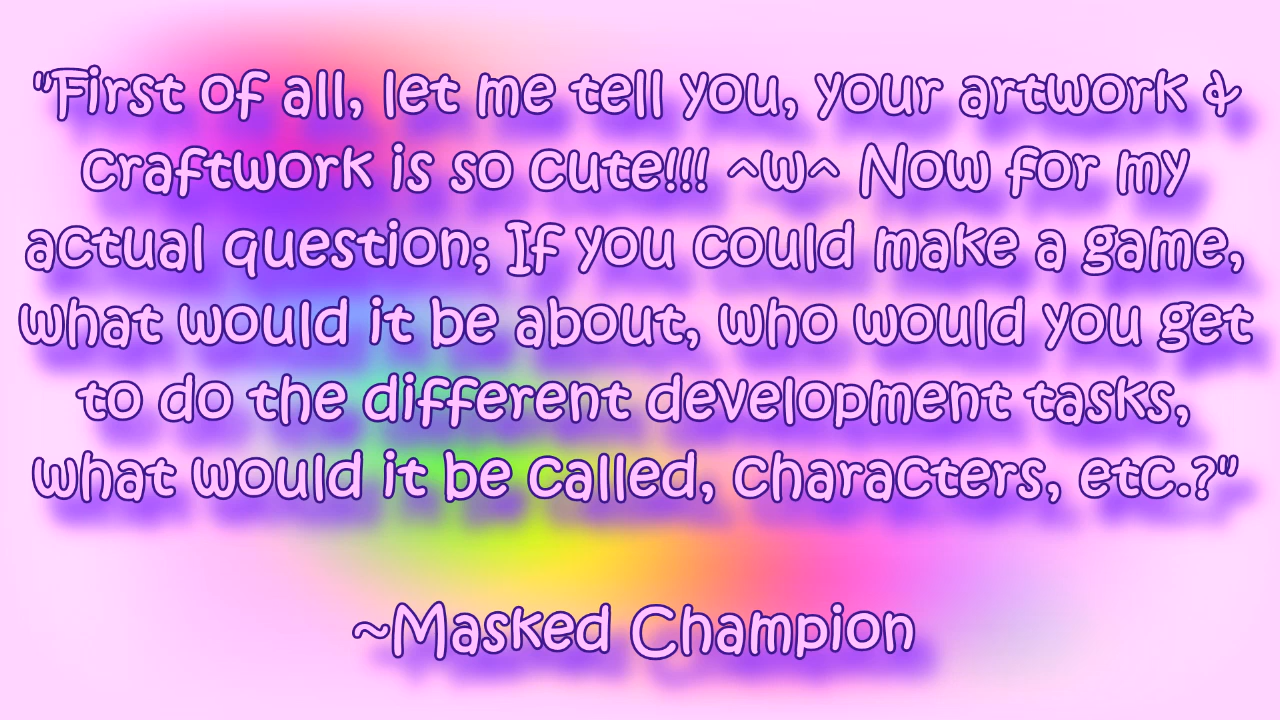 "First of all, let me tell you, your artwork &
craftwork is so cute!!! ^w^ Now for my
actual question; If you could make a game,
what would it be about, who would you get
to do the different development tasks,
what would it be called, characters, etc.?"
~Masked Champion